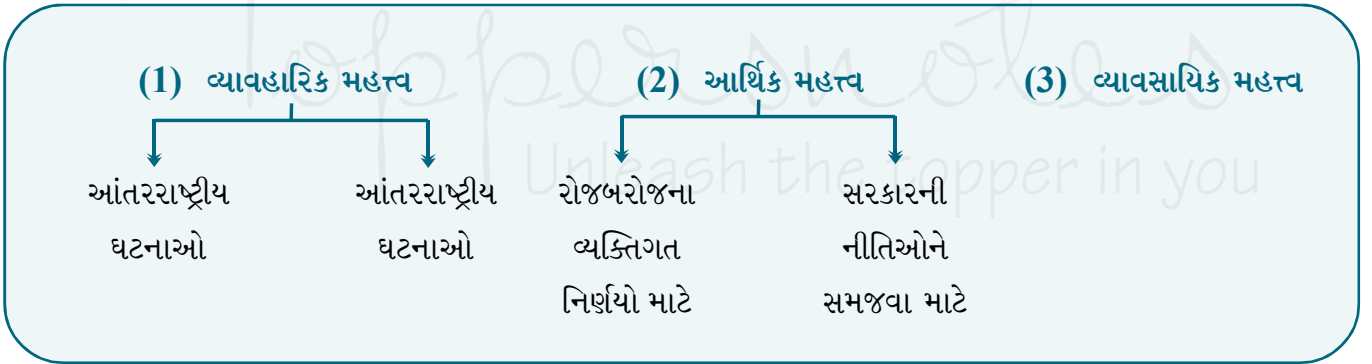 Toppersnotes
Unleash the topper in you
(1) વ્યાવહારિક મહત્ત્વ (2) આર્થિક મહત્ત્વ (3) વ્યાવસાયિક મહત્ત્વ
આંતરરાષ્ટ્રીય આંતરરાષ્ટ્રીય રોજબરોજના સરકારની
ઘટનાઓ ઘટનાઓ વ્યક્તિગત નીતિઓને
નિર્ણયો માટે સમજવા માટે